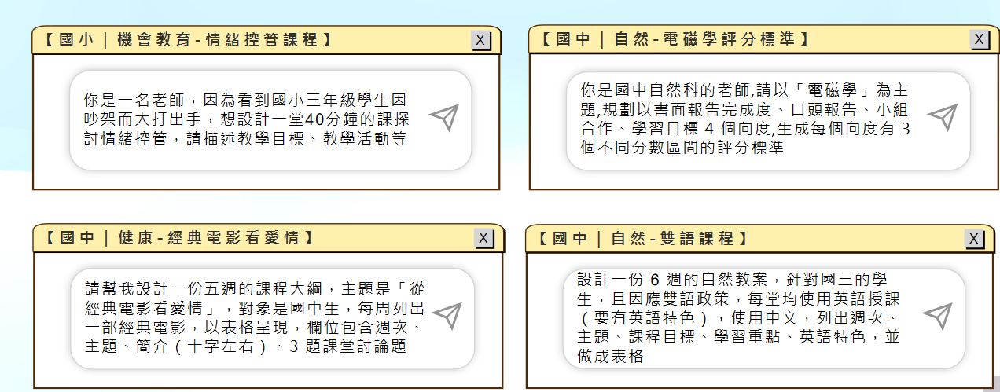 【國小｜機會教育-情緒控管課程】
X
你是一名老師，因為看到國小三年級學生因
吵架而大打出手，想設計一堂40分鐘的課探
討情緒控管，請描述教學目標、教學活動等
【國中｜自然-電磁學評分標準】
X
你是國中自然科的老師,請以「電磁學」為主
題,規劃以書面報告完成度、口頭報告、小組
合作、學習目標 4 個向度,生成每個向度有 3
個不同分數區間的評分標準
【國中｜健康-經典電影看愛情】
X
請幫我設計一份五週的課程大綱，主題是「從
經典電影看愛情」，對象是國中生，每周列出
一部經典電影，以表格呈現，欄位包含週次、
主題、簡介（十字左右）、3 題課堂討論題
【國中｜自然-雙語課程】
X
設計一份 6 週的自然教案，針對國三的學
生，且因應雙語政策，每堂均使用英語授課
（要有英語特色），使用中文，列出週次、
主題、課程目標、學習重點、英語特色，並
做成表格